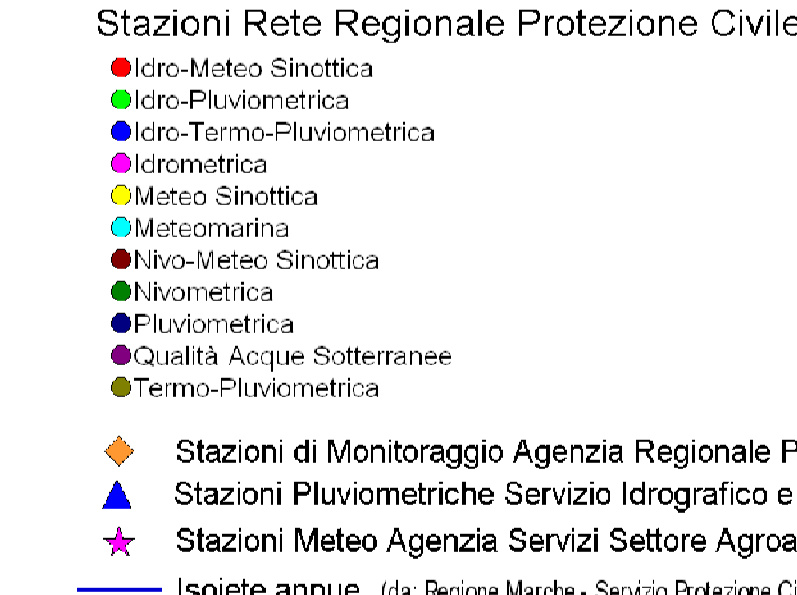 Stazioni Rete Regionale Protezione Civile
Idro-Meteo Sinottica
Idro-Pluviometrica
Idro-Termo-Pluviometrica
Idrometrica
Meteo Sinottica
Meteomarina
Nivo-Meteo Sinottica
Nivometrica
Pluviometrica
Qualità Acque Sotterranee
Termo-Pluviometrica
Stazioni di Monitoraggio Agenzia Regionale P
Stazioni Pluviometriche Servizio Idrografico e
Stazioni Meteo Agenzia Servizi Settore Agroa
Isoiete annue (da: Regione Marche - Servizio Protezione Ci